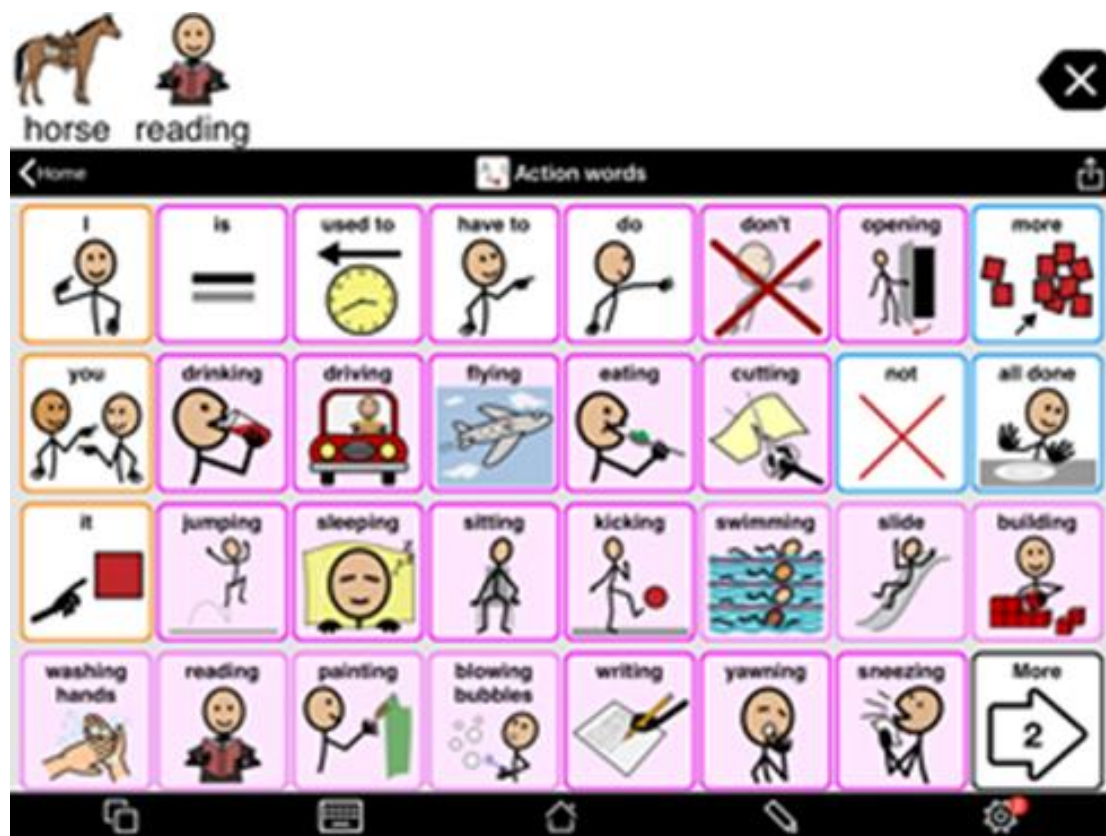 horse reading
Home Action words
I is used to have to do don't opening more
you drinking driving flying eating cutting not all done
it jumping sleeping sitting kicking swimming slide building
washing hands reading painting blowing bubbles writing yawning sneezing More
2